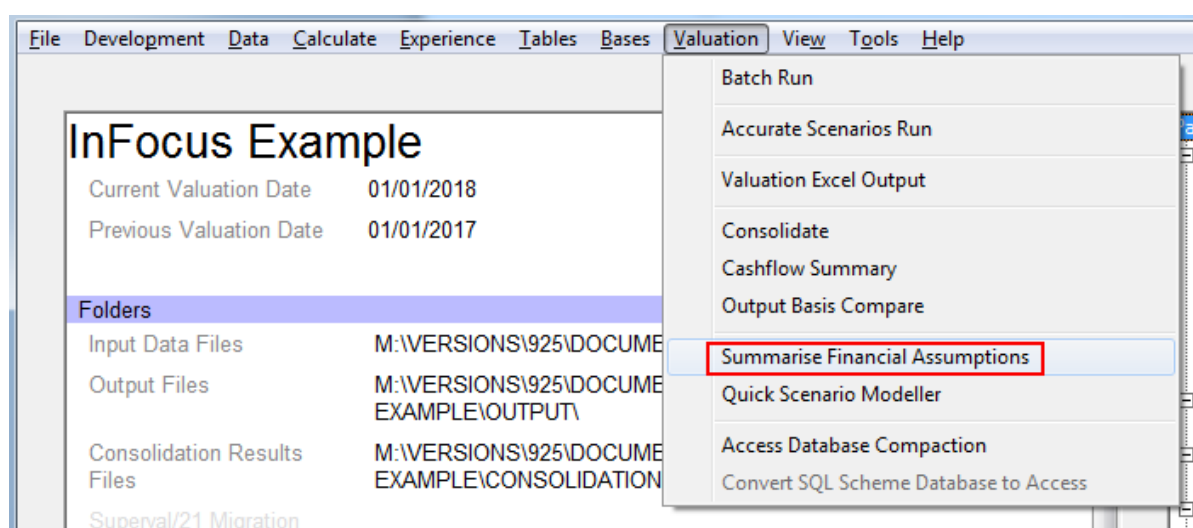 File Development Data Calculate Experience Tables Bases Valuation View Tools Help
Batch Run
Accurate Scenarios Run
Valuation Excel Output
Consolidate
Cashflow Summary
Output Basis Compare
Summarise Financial Assumptions
Quick Scenario Modeller
Access Database Compaction
Convert SQL Scheme Database to Access
InFocus Example
Current Valuation Date 01/01/2018
Previous Valuation Date 01/01/2017
Folders
Input Data Files M:\VERSIONS\925\DOCUME
Output Files M:\VERSIONS\925\DOCUME
EXAMPLE\OUTPUT\
Consolidation Results M:\VERSIONS\925\DOCUME
Files EXAMPLE\CONSOLIDATION
Superval/21 Migration